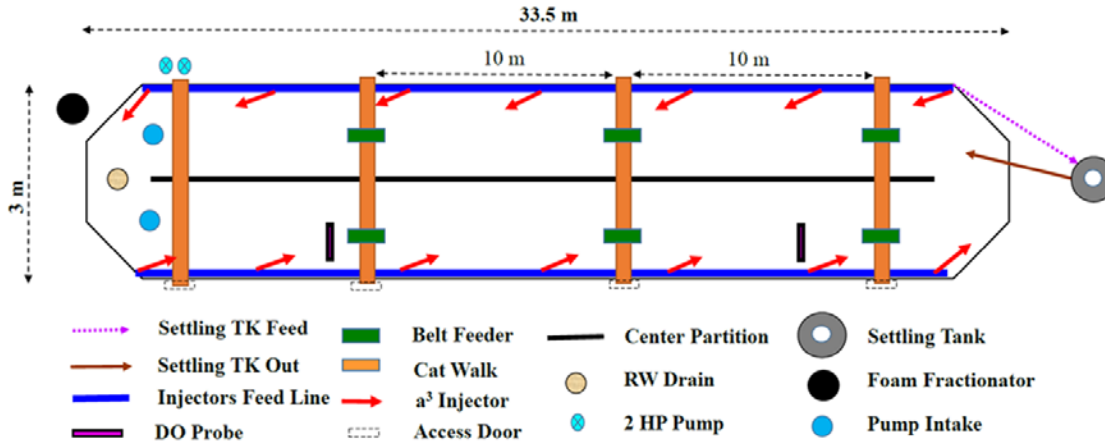 33.5 m
10 m
10 m
3 m
Settling TK Feed
Belt Feeder
Center Partition
Settling Tank
Settling TK Out
Cat Walk
RW Drain
Foam Fractionator
Injectors Feed Line
a³ Injector
2 HP Pump
Pump Intake
DO Probe
Access Door